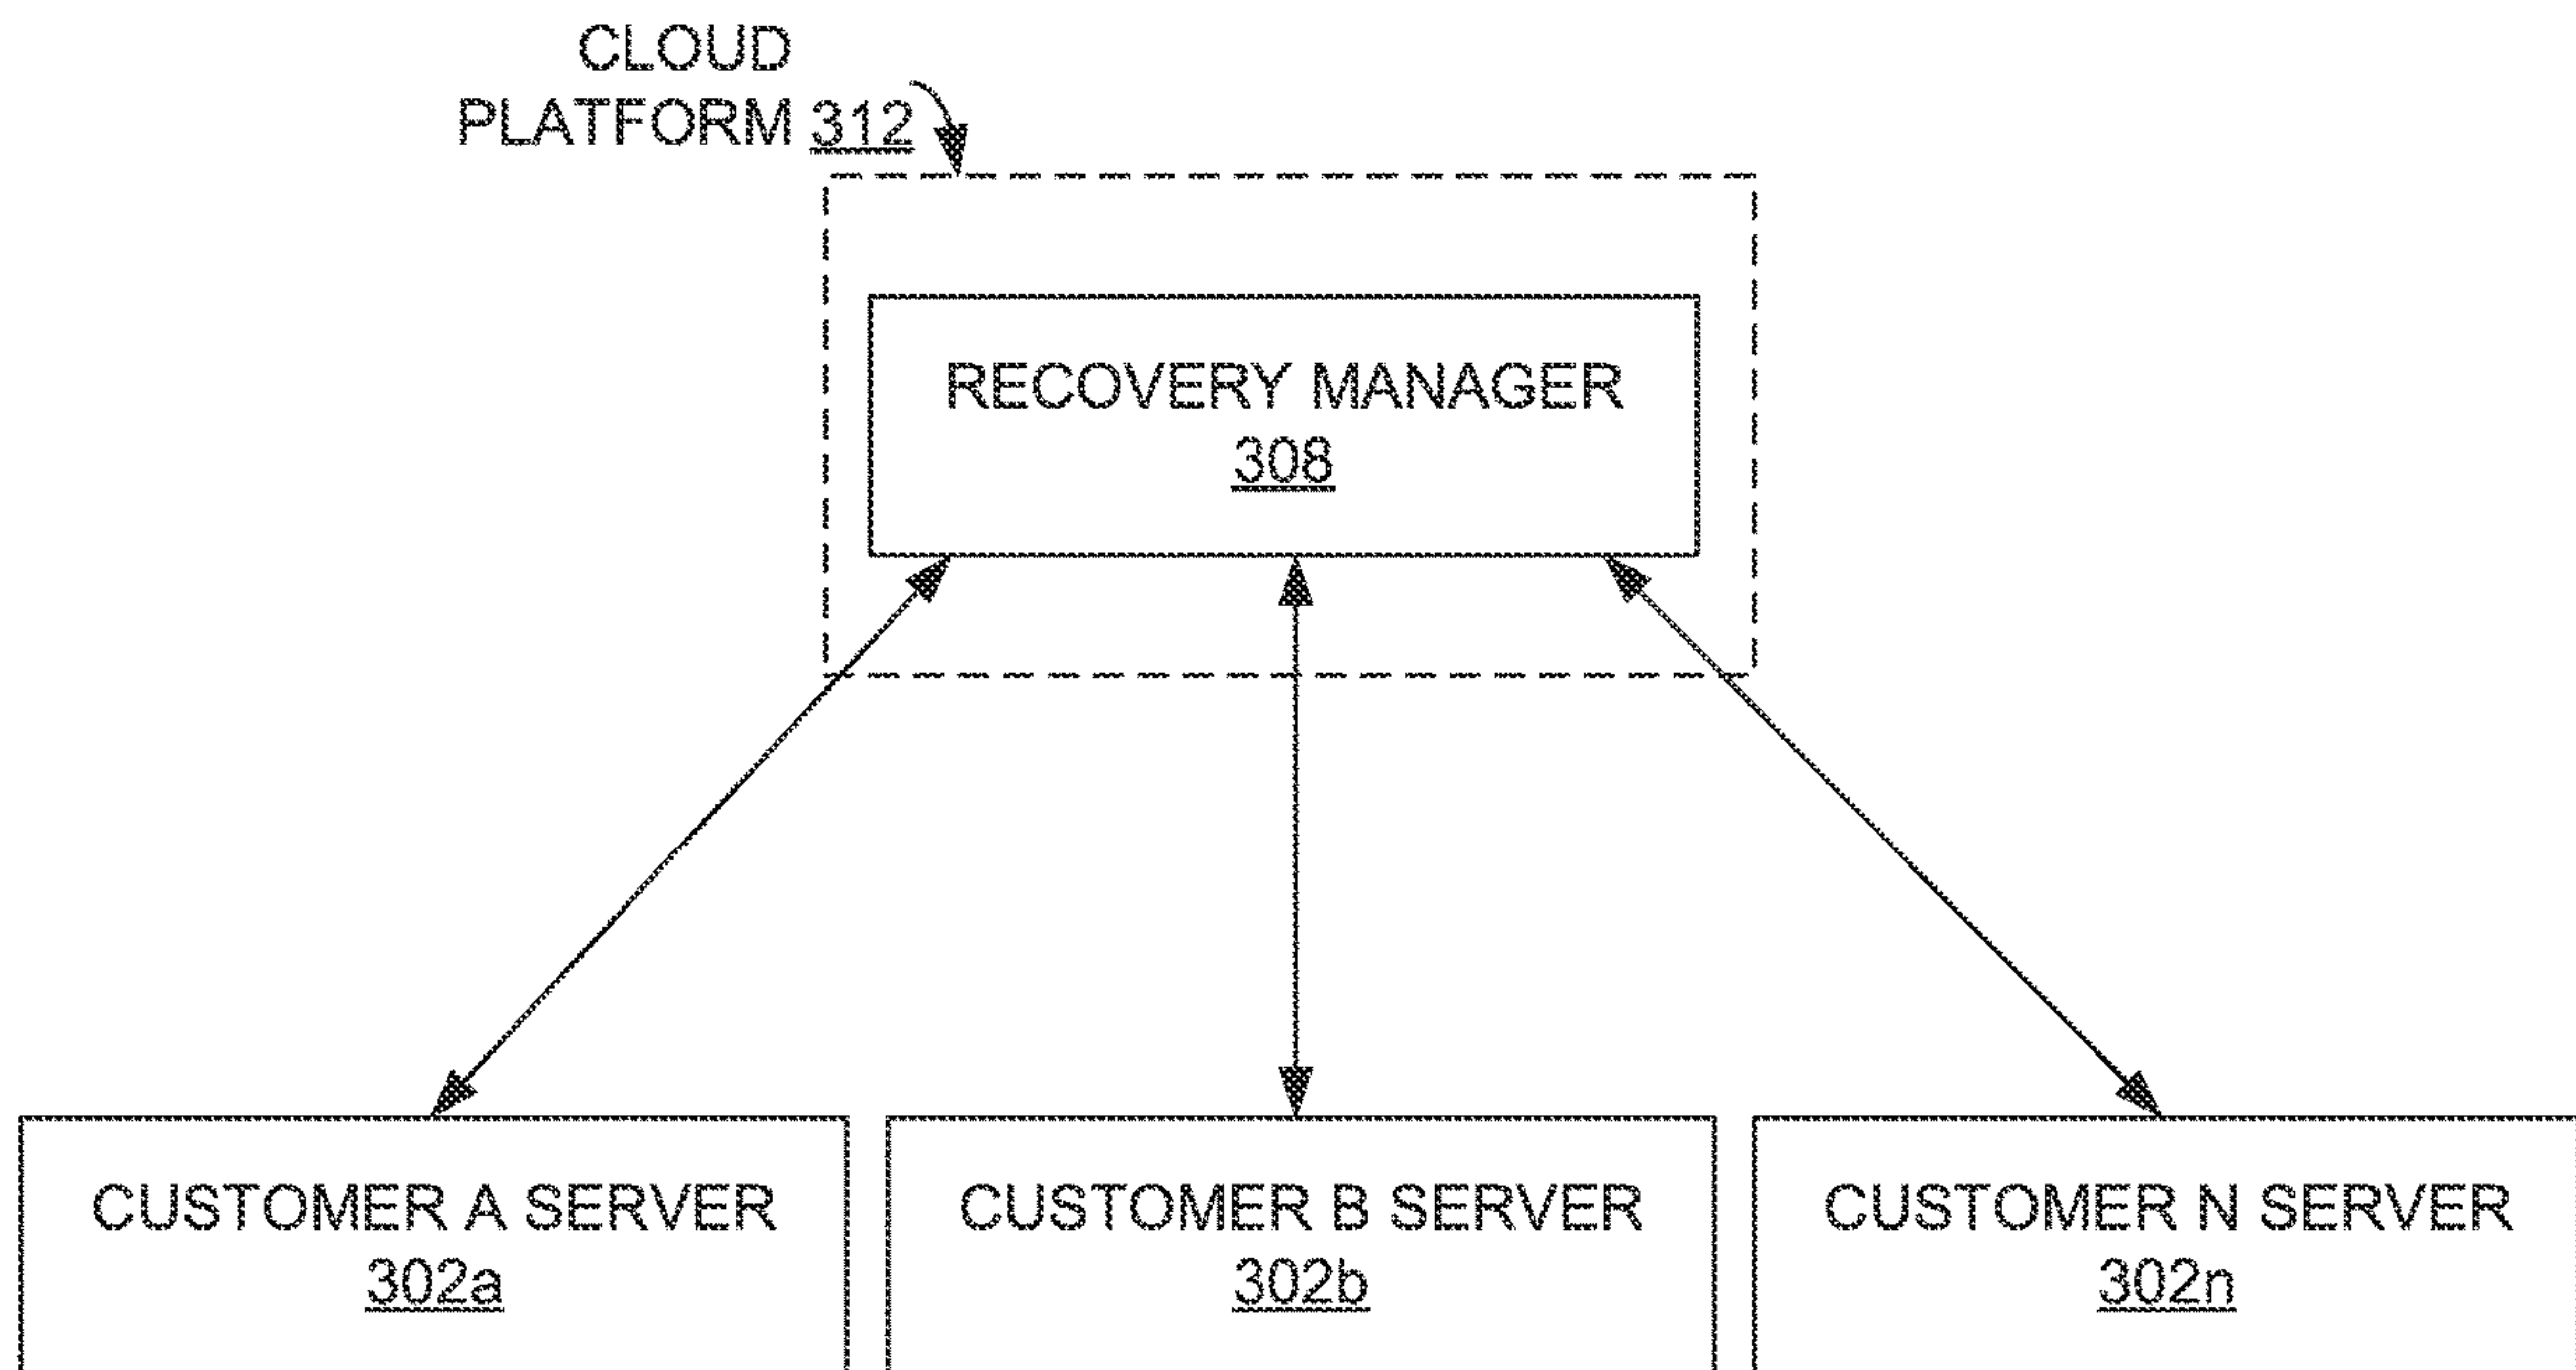 CLOUD
PLATFORM 312
RECOVERY MANAGER
308
CUSTOMER A SERVER
302a
CUSTOMER B SERVER
302b
CUSTOMER N SERVER
302n